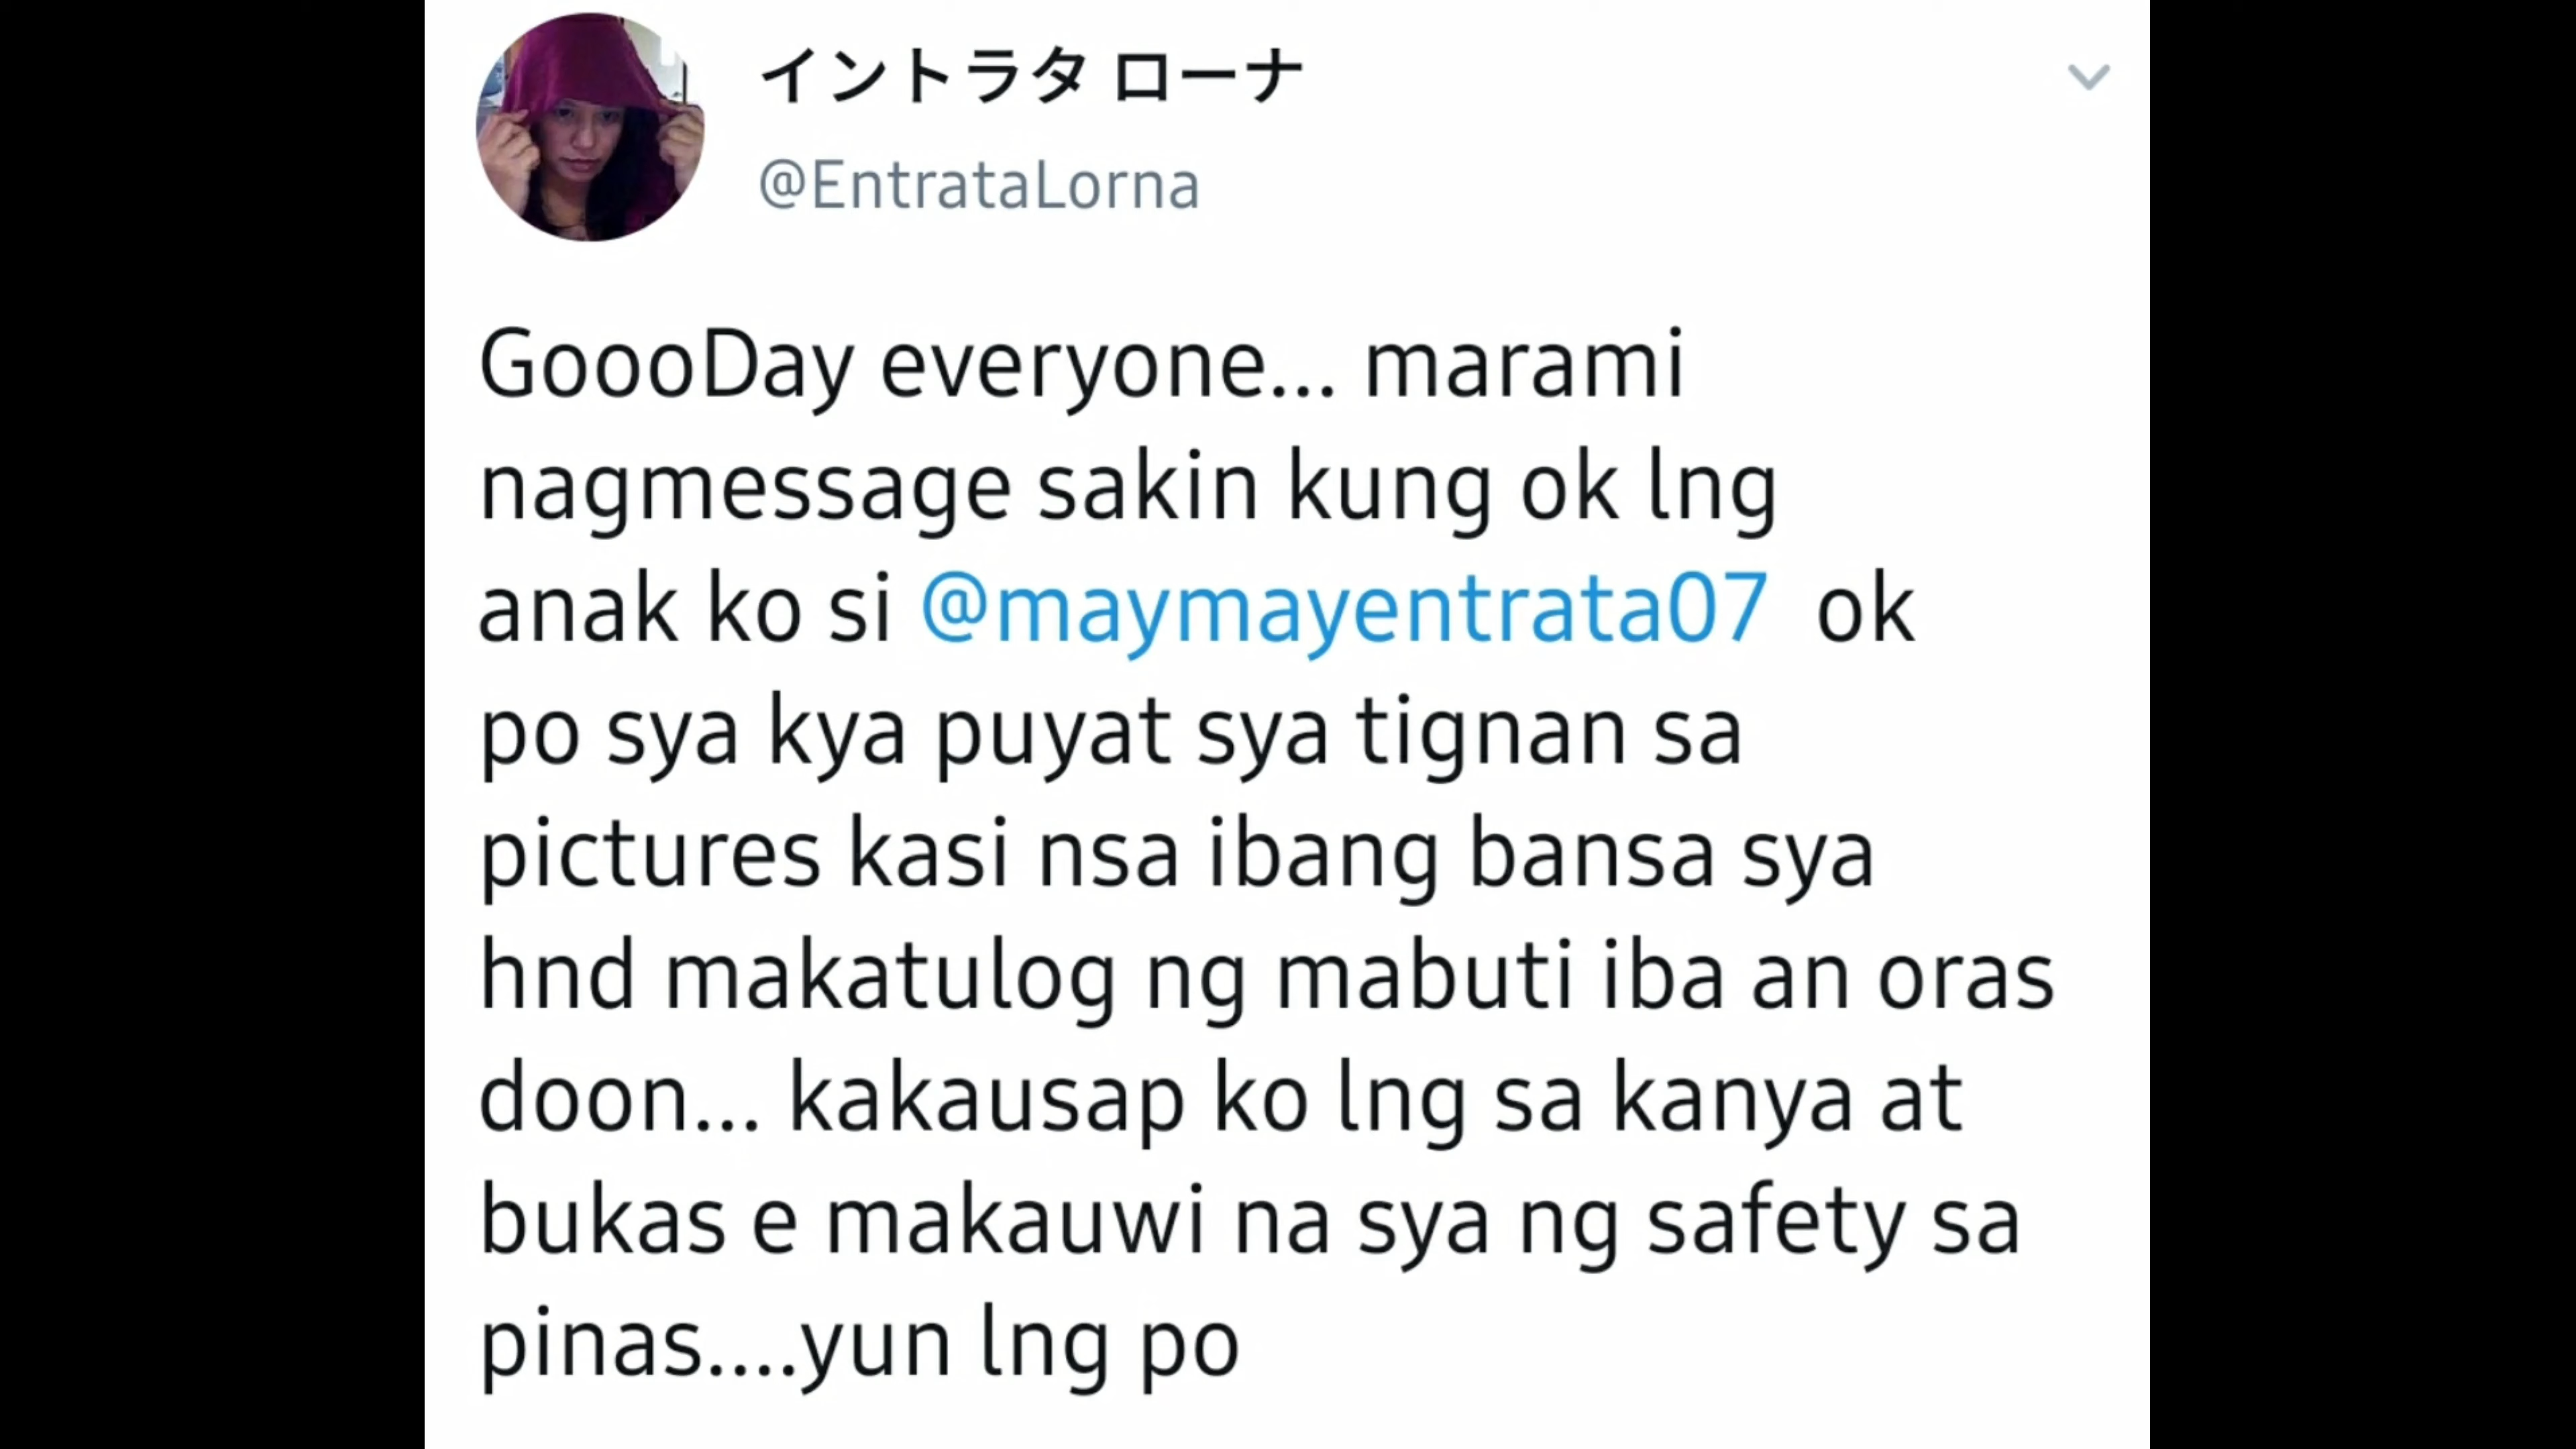 イントラタ ローナ
@EntrataLorna
GoooDay everyone... marami
nagmessage sakin kung ok lng
anak ko si @maymayentrata07 ok
po sya kya puyat sya tignan sa
pictures kasi nsa ibang bansa sya
hnd makatulog ng mabuti iba an oras
doon... kakausap ko lng sa kanya at
bukas e makauwi na sya ng safety sa
pinas....yun lng po